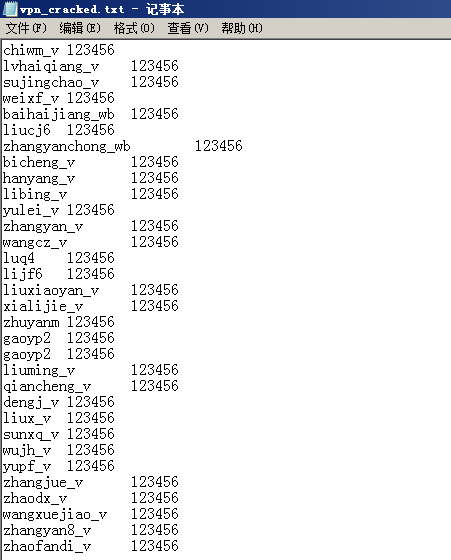 vpn_cracked.txt - 记事本
文件(F) 编辑(E) 格式(O) 查看(V) 帮助(H)
chiwm_v 123456
lvhaiqiang_v 123456
sujingchao_v 123456
weixf_v 123456
baihaijiang_wb 123456
liucj6 123456
zhangyanchong_wb 123456
bicheng_v 123456
hanyang_v 123456
libing_v 123456
yulei_v 123456
zhangyan_v 123456
wangcz_v 123456
luq4 123456
lijf6 123456
liuxiaoyan_v 123456
xialijie_v 123456
zhuyanm 123456
gaoyp2 123456
gaoyp2 123456
liuming_v 123456
qiancheng_v 123456
dengj_v 123456
liux_v 123456
sunxq_v 123456
wujh_v 123456
yupf_v 123456
zhangjue_v 123456
zhaodx_v 123456
wangxuejiao_v 123456
zhangyan8_v 123456
zhaofandi_v 123456